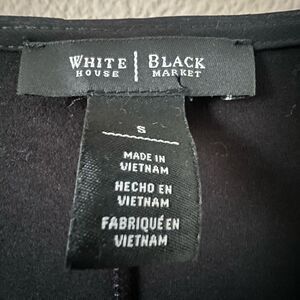 WHITE | BLACK
HOUSE | MARKET
S
MADE IN
VIETNAM
HECHO EN
VIETNAM
FABRIQUÉ EN
VIETNAM